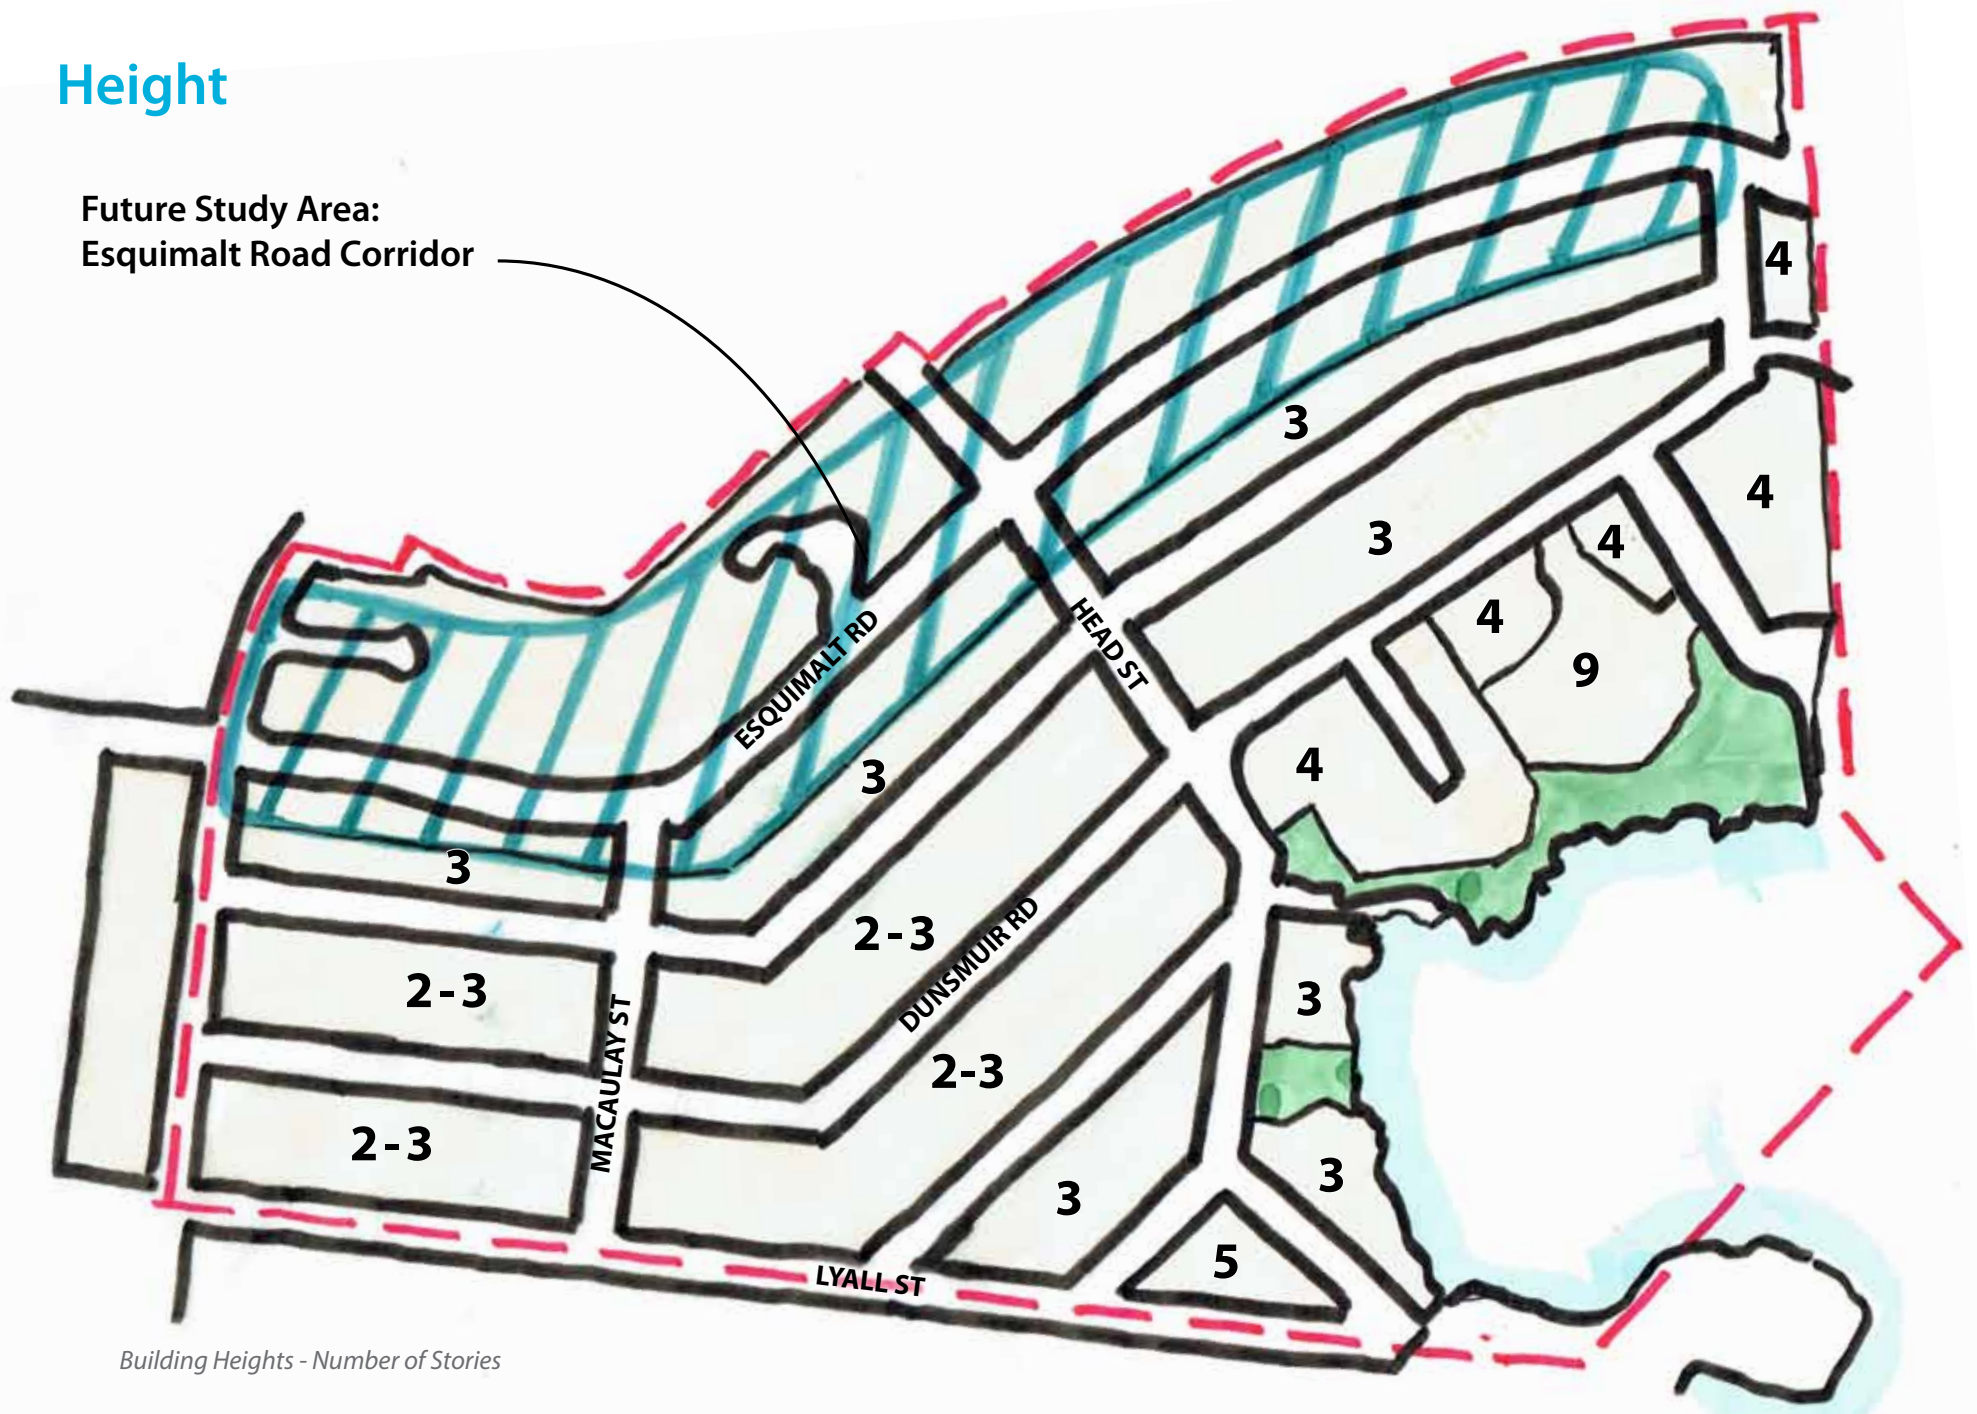 Height
Future Study Area:
Esquimalt Road Corridor
4
3
4
3
4
4
9
HEAD ST
ESQUIMALT RD
4
3
3
2-3
DUNSMUIR RD
2-3
3
MACAULAY ST
2-3
2-3
3
3
5
LYALL ST
Building Heights - Number of Stories